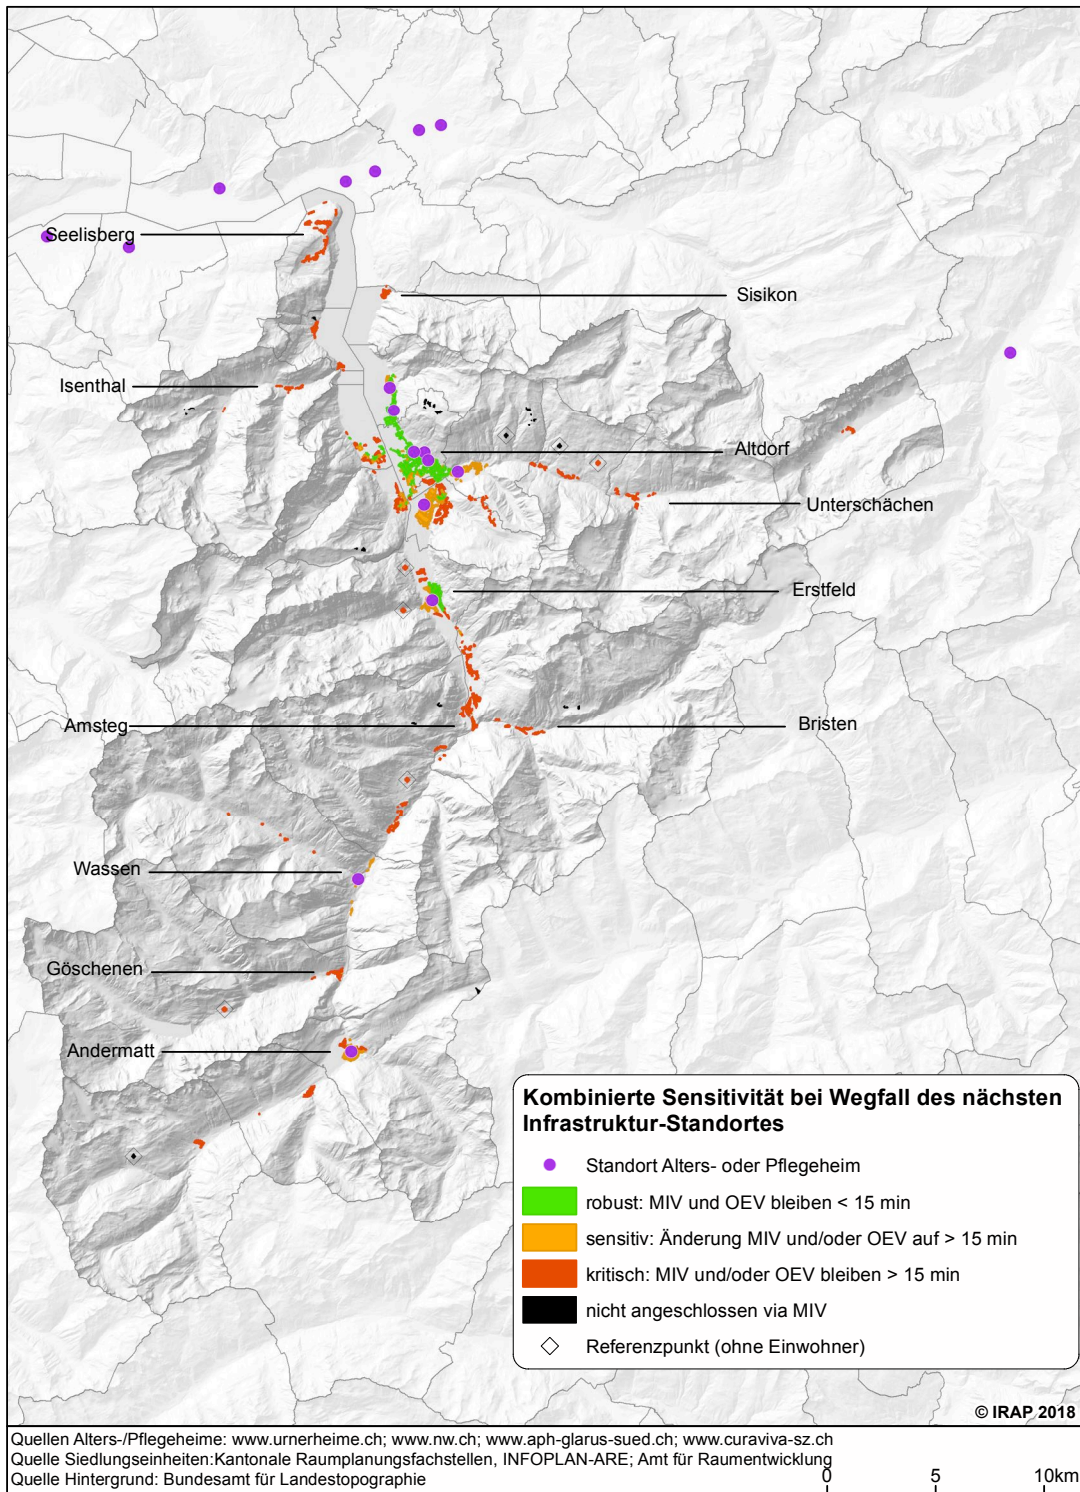 Seelisberg
Sisikon
Isenthal
Altdorf
Unterschächen
Erstfeld
Amsteg
Bristen
Wassen
Göschenen
Andermatt
Kombinierte Sensitivität bei Wegfall des nächsten
Infrastruktur-Standortes
Standort Alters- oder Pflegeheim
robust: MIV und OEV bleiben < 15 min
sensitiv: Änderung MIV und/oder OEV auf > 15 min
kritisch: MIV und/oder OEV bleiben > 15 min
nicht angeschlossen via MIV
Referenzpunkt (ohne Einwohner)
© IRAP 2018
Quellen Alters-/Pflegeheime: www.urnerheime.ch; www.nw.ch; www.aph-glarus-sued.ch; www.curaviva-sz.ch
Quelle Siedlungseinheiten:Kantonale Raumplanungsfachstellen, INFOPLAN-ARE; Amt für Raumentwicklung
Quelle Hintergrund: Bundesamt für Landestopographie
0 5 10km